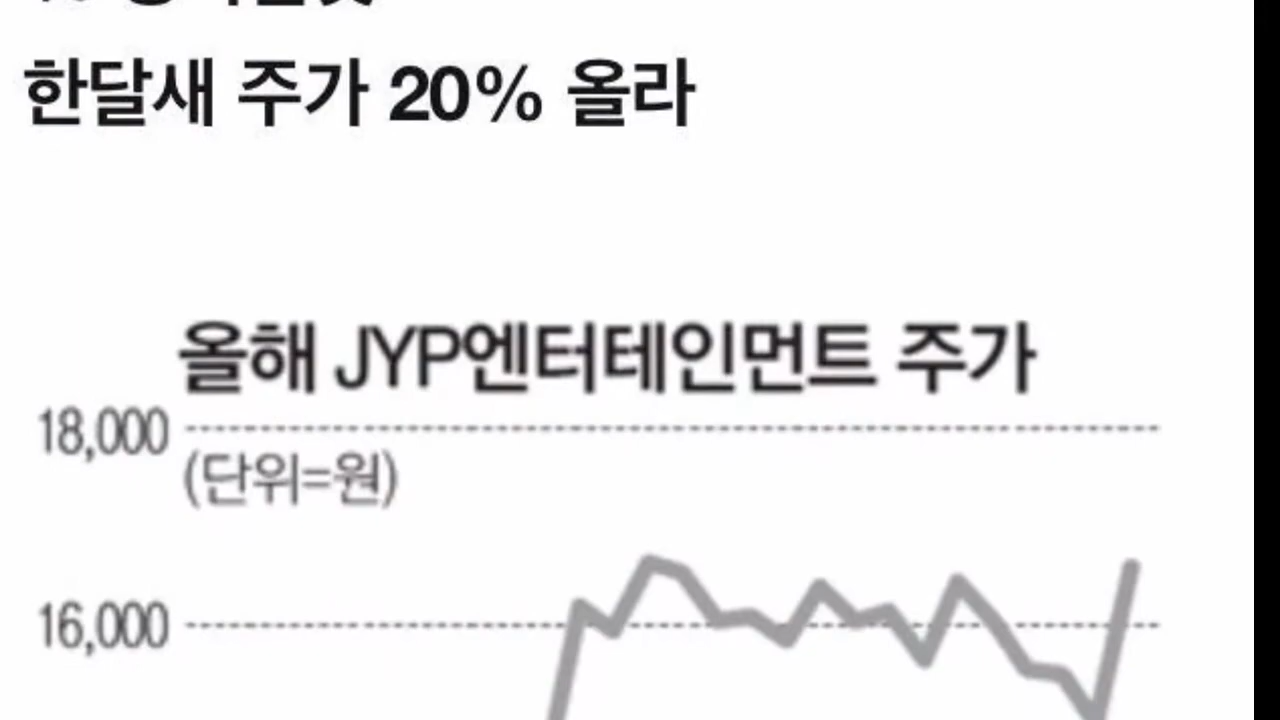 한달새 주가 20% 올라
올해 JYP엔터테인먼트 주가
18,000
(단위=원)
16,000